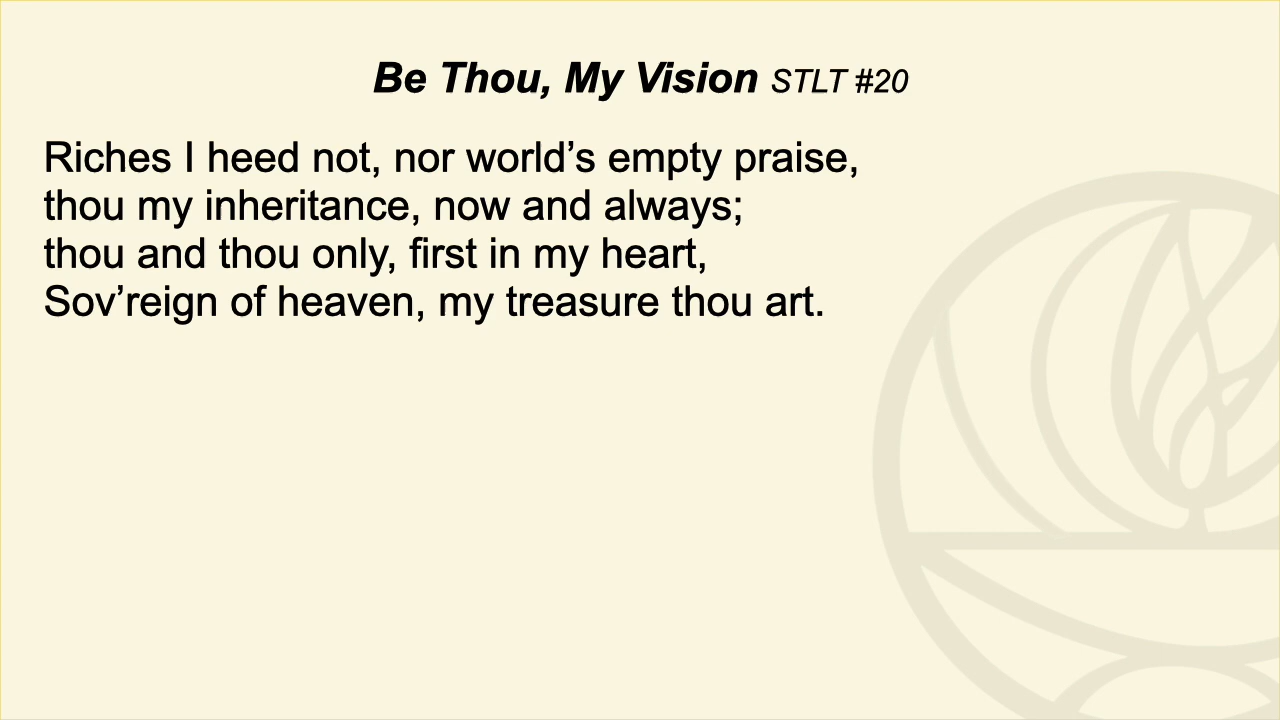 Be Thou, My Vision STLT #20
Riches I heed not, nor world’s empty praise,
thou my inheritance, now and always;
thou and thou only, first in my heart,
Sov’reign of heaven, my treasure thou art.